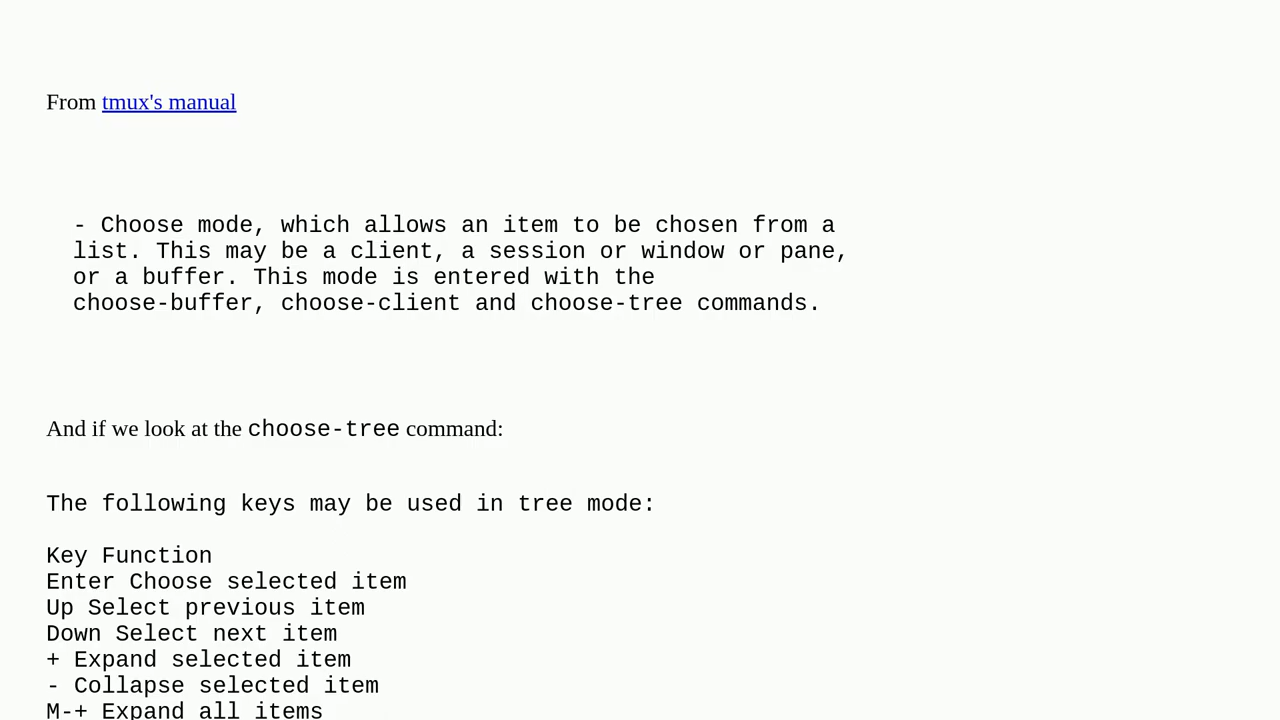 From tmux's manual
- Choose mode, which allows an item to be chosen from a
list. This may be a client, a session or window or pane,
or a buffer. This mode is entered with the
choose-buffer, choose-client and choose-tree commands.
And if we look at the choose-tree command:
The following keys may be used in tree mode:
Key Function
Enter Choose selected item
Up Select previous item
Down Select next item
+ Expand selected item
- Collapse selected item
M-+ Expand all items